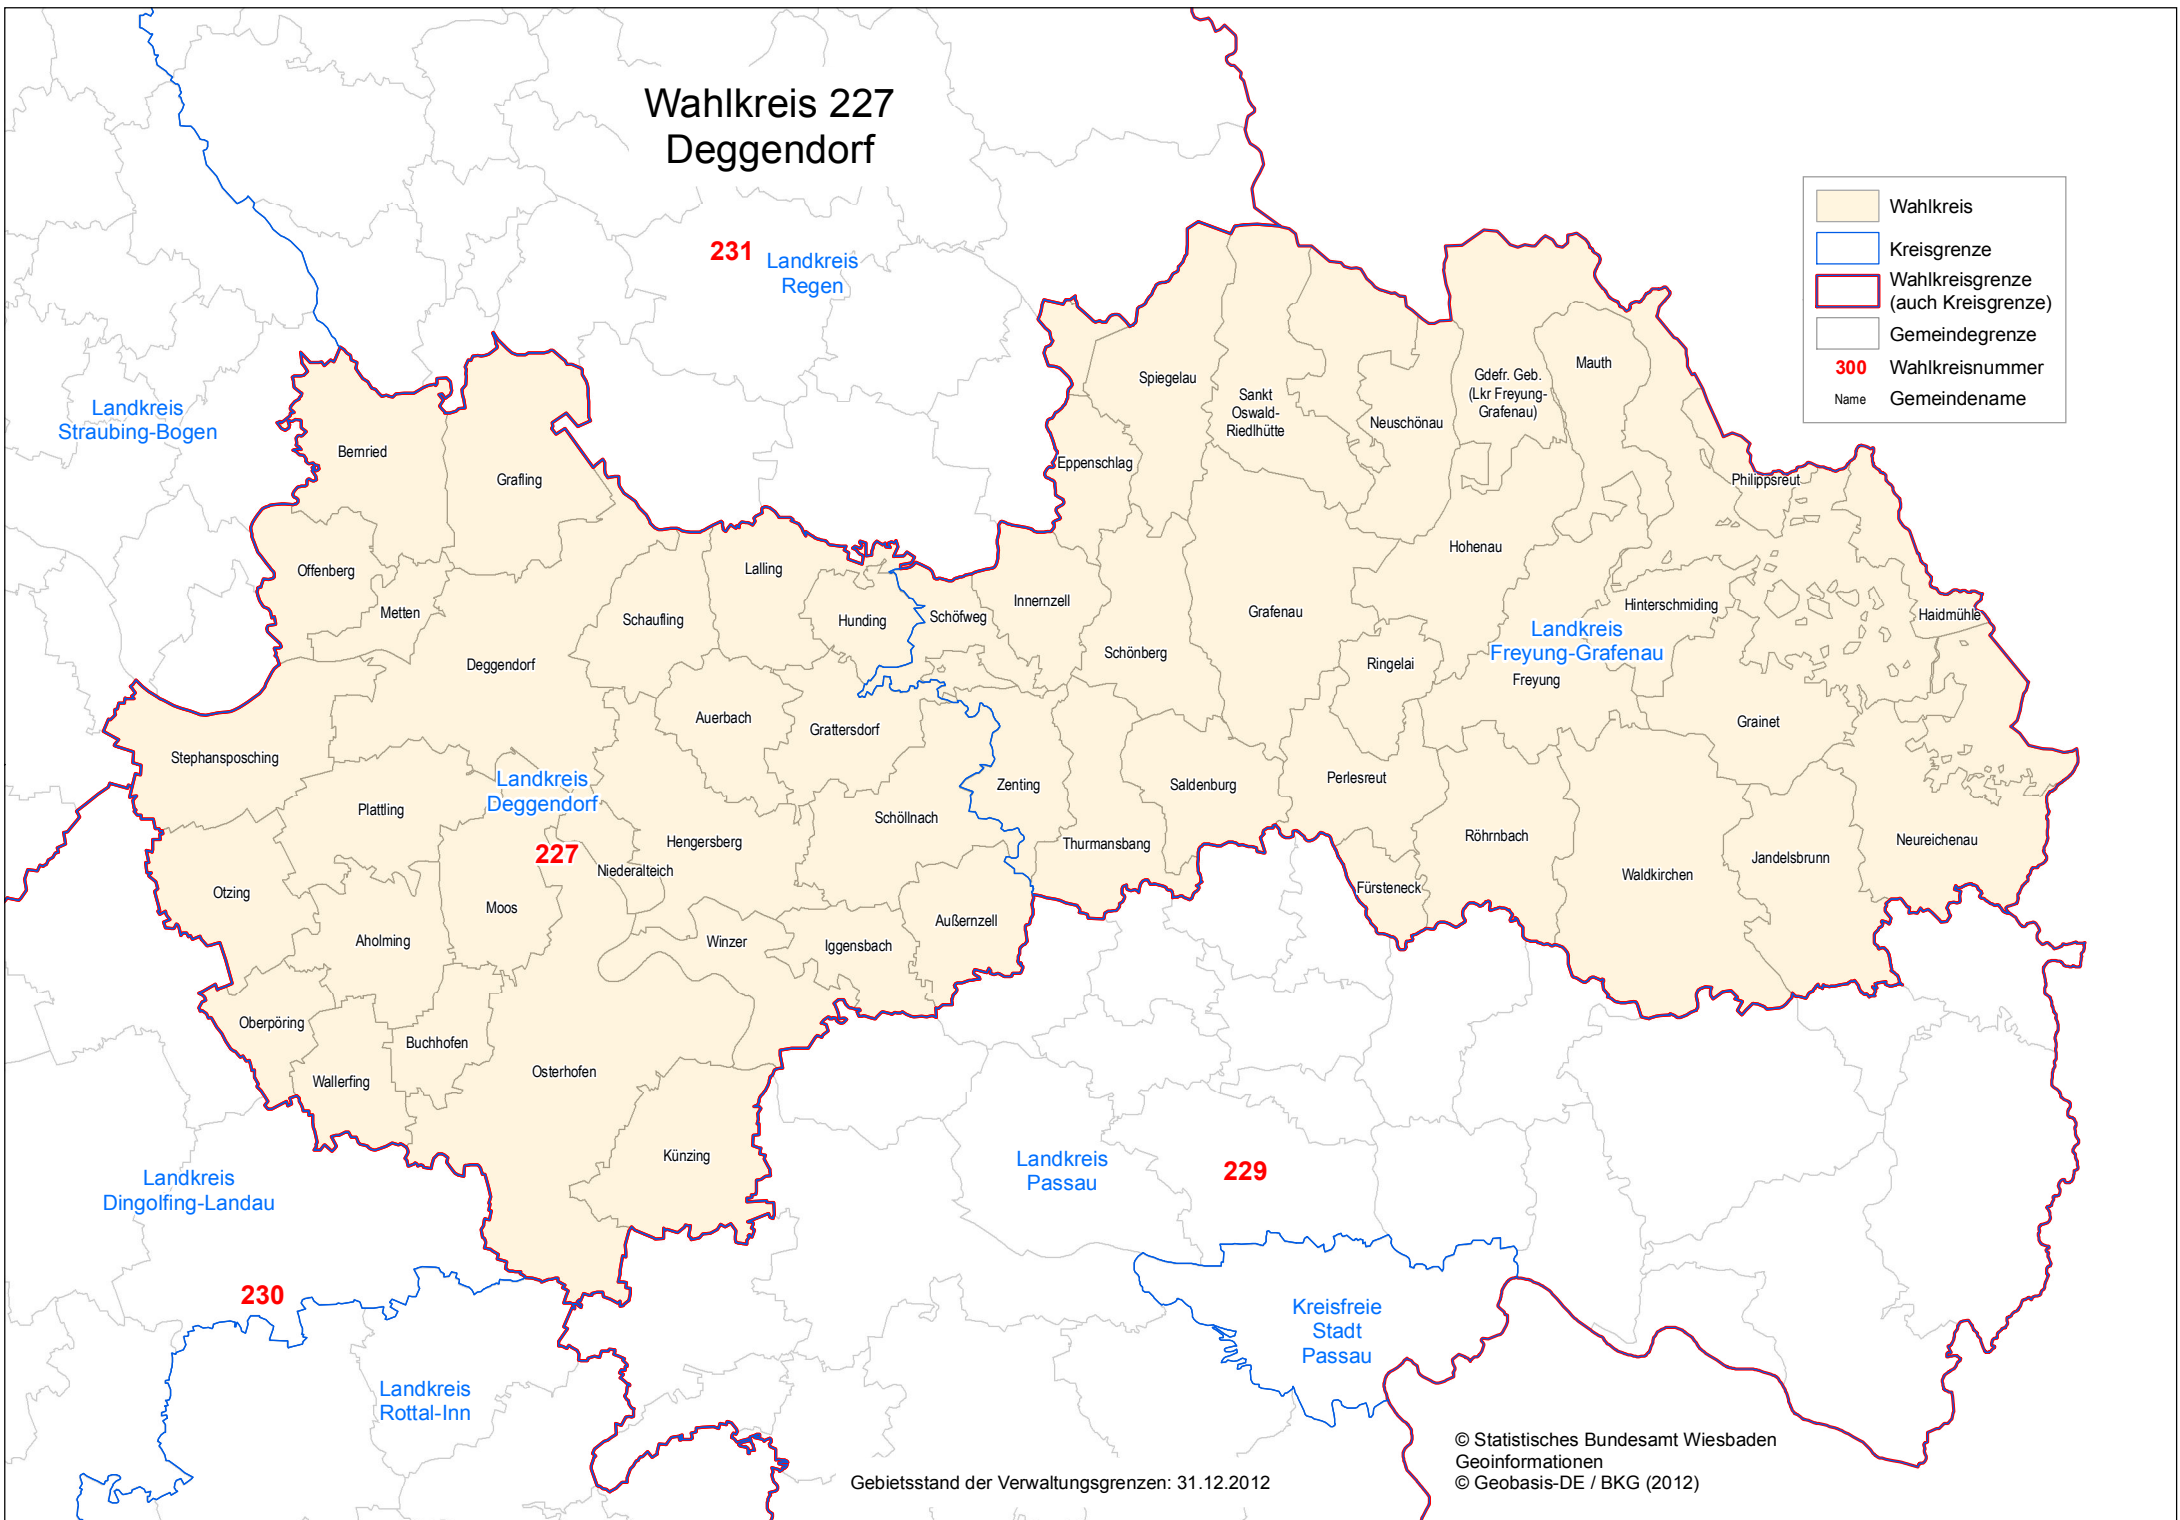 Wahlkreis 227
Deggendorf
Wahlkreis
Kreisgrenze
Wahlkreisgrenze
(auch Kreisgrenze)
Gemeindegrenze
300 Wahlkreisnummer
Name Gemeindename
231
Landkreis
Regen
Landkreis
Straubing-Bogen
Bernried
Grafling
Spiegelau
Sankt
Oswald-
Riedlhütte
Neuschönau
Gdefr. Geb.
(Lkr Freyung-
Grafenau)
Mauth
Eppenschlag
Philippsreut
Offenberg
Metten
Deggendorf
Schaufling
Lalling
Hunding
Schöfweg
Innernzell
Schönberg
Grafenau
Hohenau
Ringelai
Hinterschmiding
Haidmühle
Landkreis
Freyung-Grafenau
Freyung
Grainet
Stephansposching
Auerbach
Grattersdorf
Landkreis
Deggendorf
Plattling
Zenting
Saldenburg
Perlesreut
Schöllnach
Hengersberg
Thurmansbang
Röhrnbach
Jandelsbrunn
Neureichenau
227
Niederalteich
Otzing
Moos
Fürsteneck
Waldkirchen
Aholming
Winzer
Iggensbach
Außernzell
Oberpöring
Buchhofen
Wallerfing
Osterhofen
Künzing
Landkreis
Dingolfing-Landau
Landkreis
Passau
229
230
Kreisfreie
Stadt
Passau
Landkreis
Rottal-Inn
Gebietsstand der Verwaltungsgrenzen: 31.12.2012
© Statistisches Bundesamt Wiesbaden
Geoinformationen
© Geobasis-DE / BKG (2012)